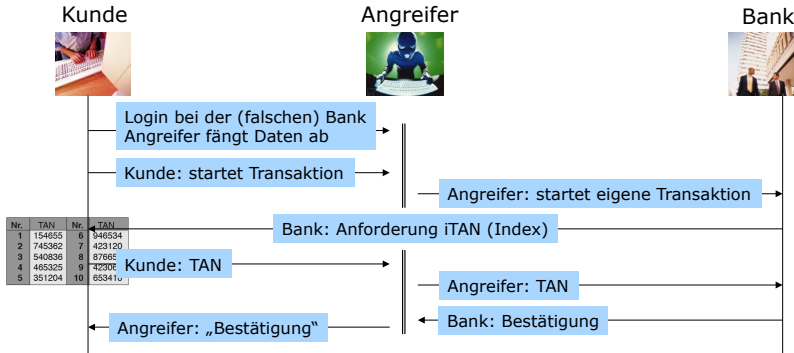 Kunde
Angreifer
Bank
Login bei der (falschen) Bank
Angreifer fängt Daten ab
Kunde: startet Transaktion
Angreifer: startet eigene Transaktion
Bank: Anforderung iTAN (Index)
Nr. TAN Nr. TAN
1 154655 6 946534
2 745362 7 423120
3 540836 8
4 465325 9
5 351204 10
Kunde: TAN
Angreifer: TAN
Bank: Bestätigung
Angreifer: „Bestätigung“